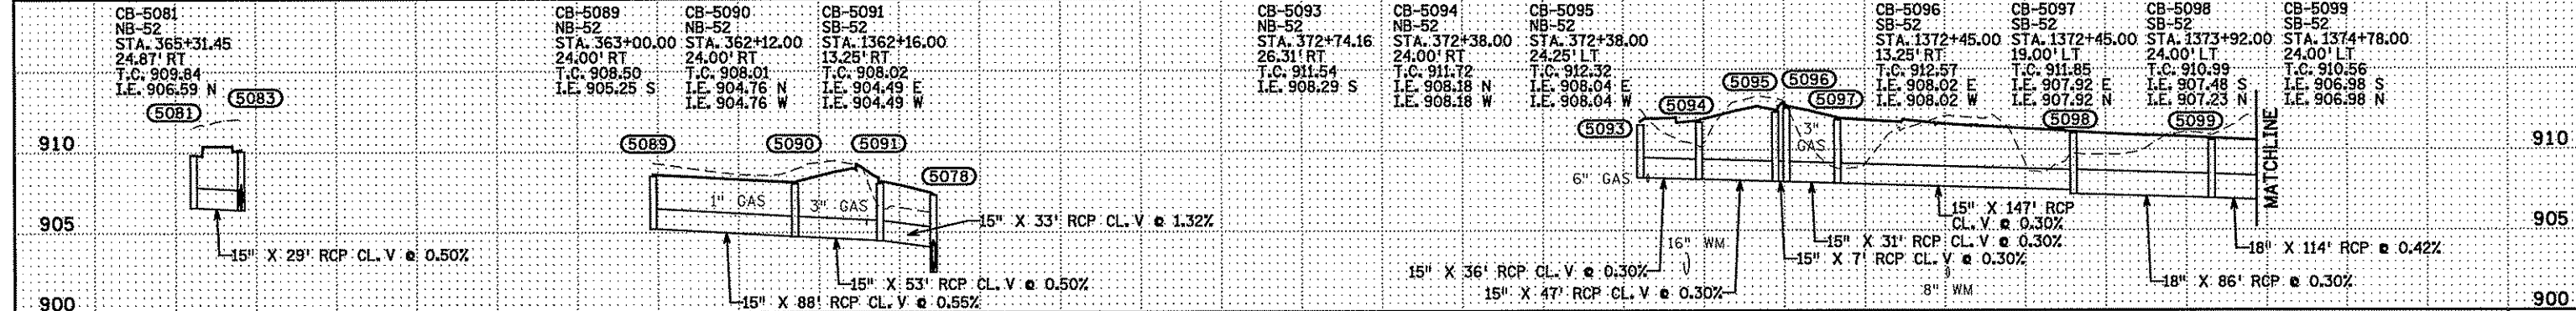 CB-5081
NB-52
STA. 365+31.45
24.87' RT
T.C. 909.84
I.E. 906.59 N
CB-5089
NB-52
STA. 363+00.00
24.00' RT
T.C. 908.50
I.E. 905.25 S
CB-5090
NB-52
STA. 362+12.00
24.00' RT
T.C. 908.01
I.E. 904.76 N
I.E. 904.76 W
CB-5091
SB-52
STA. 1362+16.00
13.25' RT
T.C. 908.02
I.E. 904.49 E
I.E. 904.49 W
CB-5093
NB-52
STA. 372+74.16
26.31' RT
T.C. 911.54
I.E. 908.29 S
CB-5094
NB-52
STA. 372+38.00
24.00' RT
T.C. 911.72
I.E. 908.18 N
I.E. 908.18 W
CB-5095
NB-52
STA. 372+38.00
24.25' LT
T.C. 912.32
I.E. 908.04 E
I.E. 908.04 W
CB-5096
SB-52
STA. 1372+45.00
13.25' RT
T.C. 912.57
I.E. 908.02 E
I.E. 908.02 W
CB-5097
SB-52
STA. 1372+45.00
19.00' LT
T.C. 911.85
I.E. 907.92 E
I.E. 907.92 N
CB-5098
SB-52
STA. 1373+92.00
24.00' LT
T.C. 910.99
I.E. 907.48 S
I.E. 907.23 N
CB-5099
SB-52
STA. 1374+78.00
24.00' LT
T.C. 910.56
I.E. 906.98 S
I.E. 906.98 N
5081
5083
5089
5090
5091
5078
5093
5094
5095
5096
5097
5098
5099
910
905
900
1" GAS
3" GAS
6" GAS
3"
GAS
16" WM
8" WM
15" X 29' RCP CL. V @ 0.50%
15" X 88' RCP CL. V @ 0.55%
15" X 53' RCP CL. V @ 0.50%
15" X 33' RCP CL. V @ 1.32%
15" X 36' RCP CL. V @ 0.30%
15" X 47' RCP CL. V @ 0.30%
15" X 7' RCP CL. V @ 0.30%
15" X 31' RCP CL. V @ 0.30%
15" X 147' RCP
CL. V @ 0.30%
18" X 86' RCP @ 0.30%
18" X 114' RCP @ 0.42%
MATCHLINE
910
905
900